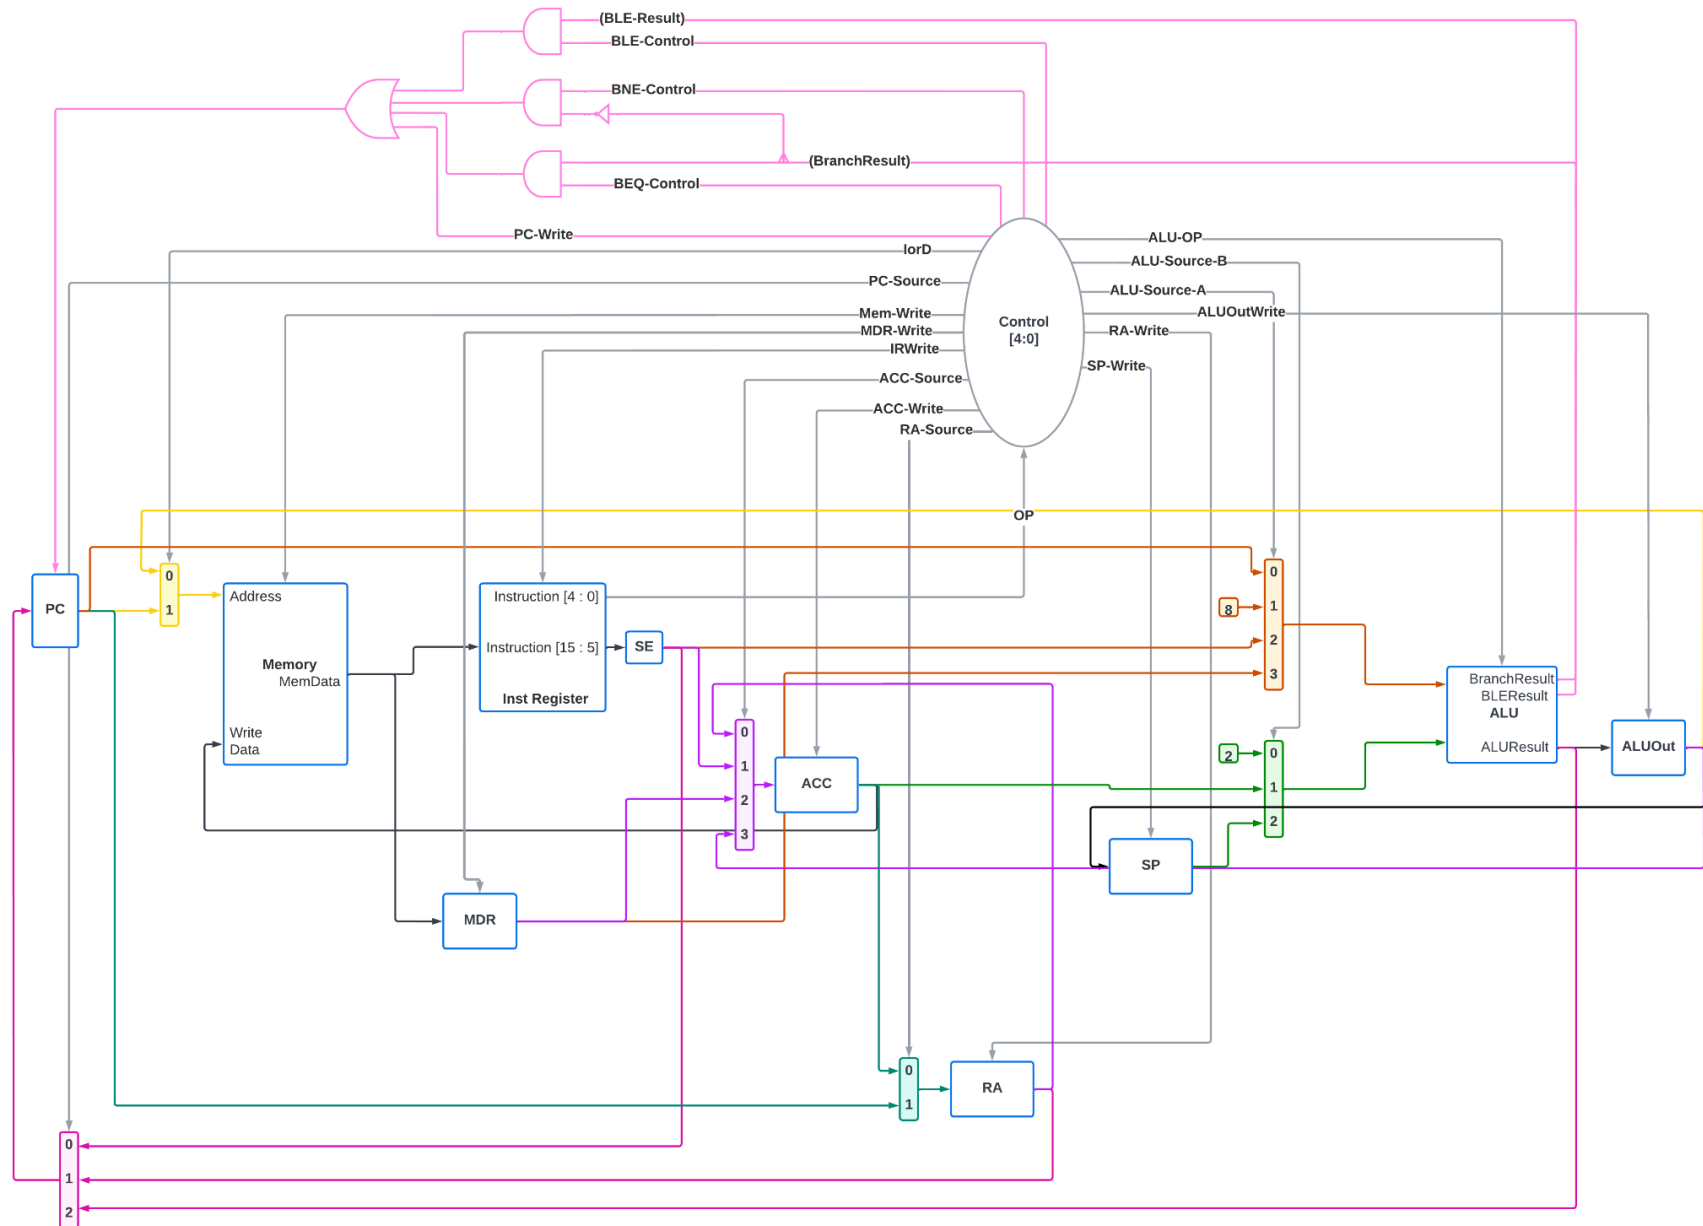 (BLE-Result)
BLE-Control
BNE-Control
(BranchResult)
BEQ-Control
PC-Write
IorD
PC-Source
Mem-Write
MDR-Write
IRWrite
ACC-Source
ACC-Write
RA-Source
Control
[4:0]
ALU-OP
ALU-Source-B
ALU-Source-A
ALUOutWrite
RA-Write
SP-Write
OP
PC
0
1
Address
Memory
MemData
Write
Data
Instruction [4 : 0]
Instruction [15 : 5]
Inst Register
SE
0
1
2
3
ACC
MDR
8
0
1
2
3
2
0
1
2
SP
BranchResult
BLEResult
ALU
ALUResult
ALUOut
0
1
RA
0
1
2